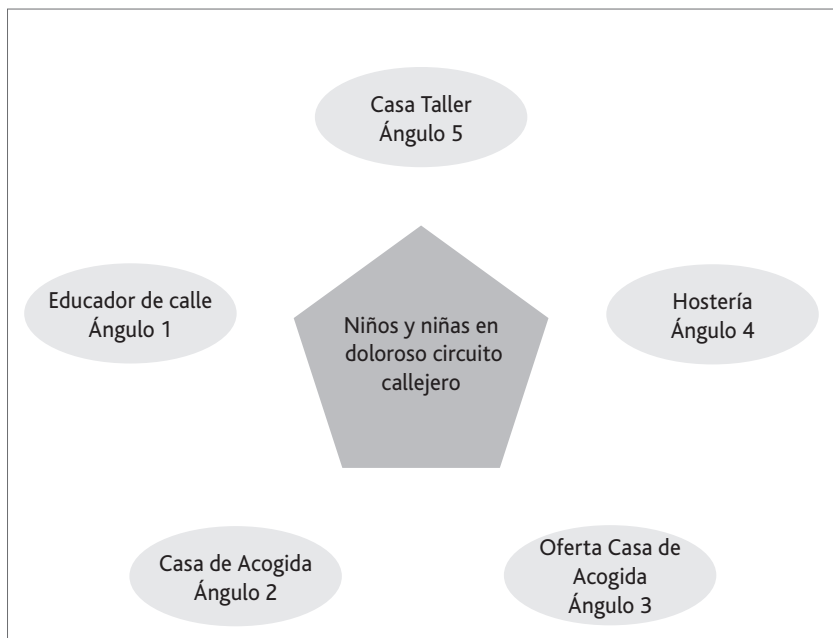 Casa Taller
Ángulo 5
Educador de calle
Ángulo 1
Niños y niñas en
doloroso circuito
callejero
Hostería
Ángulo 4
Casa de Acogida
Ángulo 2
Oferta Casa de
Acogida
Ángulo 3